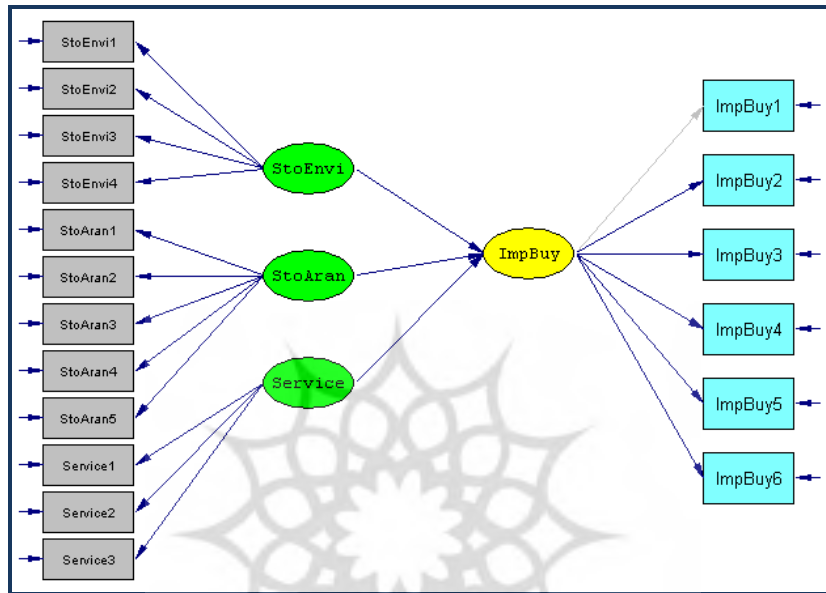 StoEnvi1
StoEnvi2
StoEnvi3
StoEnvi4
StoAran1
StoAran2
StoAran3
StoAran4
StoAran5
Service1
Service2
Service3
StoEnvi
StoAran
Service
ImpBuy
ImpBuy1
ImpBuy2
ImpBuy3
ImpBuy4
ImpBuy5
ImpBuy6